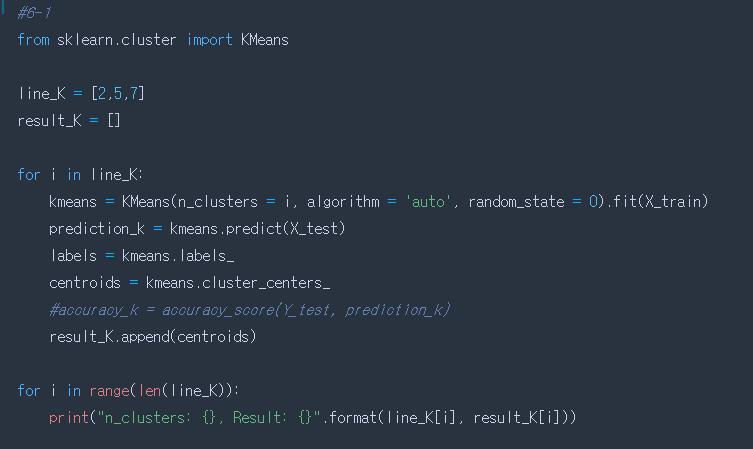 #6-1
from sklearn.cluster import KMeans
line_K = [2,5,7]
result_K = []
for i in line_K:
kmeans = KMeans(n_clusters = i, algorithm = 'auto', random_state = 0).fit(X_train)
prediction_k = kmeans.predict(X_test)
labels = kmeans.labels_
centroids = kmeans.cluster_centers_
#accuracy_k = accuracy_score(Y_test, prediction_k)
result_K.append(centroids)
for i in range(len(line_K)):
print("n_clusters: {}, Result: {}".format(line_K[i], result_K[i]))